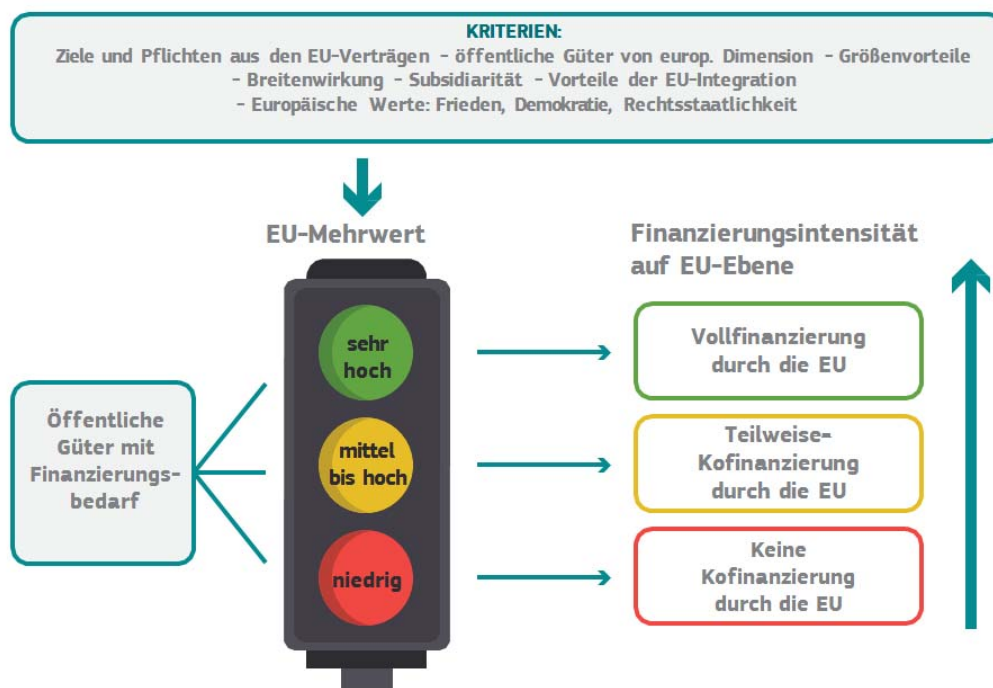 KRITERIEN:
Ziele und Pflichten aus den EU-Verträgen - öffentliche Güter von europ. Dimension - Größenvorteile
- Breitenwirkung - Subsidiarität - Vorteile der EU-Integration
- Europäische Werte: Frieden, Demokratie, Rechtsstaatlichkeit
EU-Mehrwert
Finanzierungsintensität
auf EU-Ebene
Öffentliche
Güter mit
Finanzierungs-
bedarf
sehr
hoch
Vollfinanzierung
durch die EU
mittel
bis hoch
Teilweise-
Kofinanzierung
durch die EU
niedrig
Keine
Kofinanzierung
durch die EU